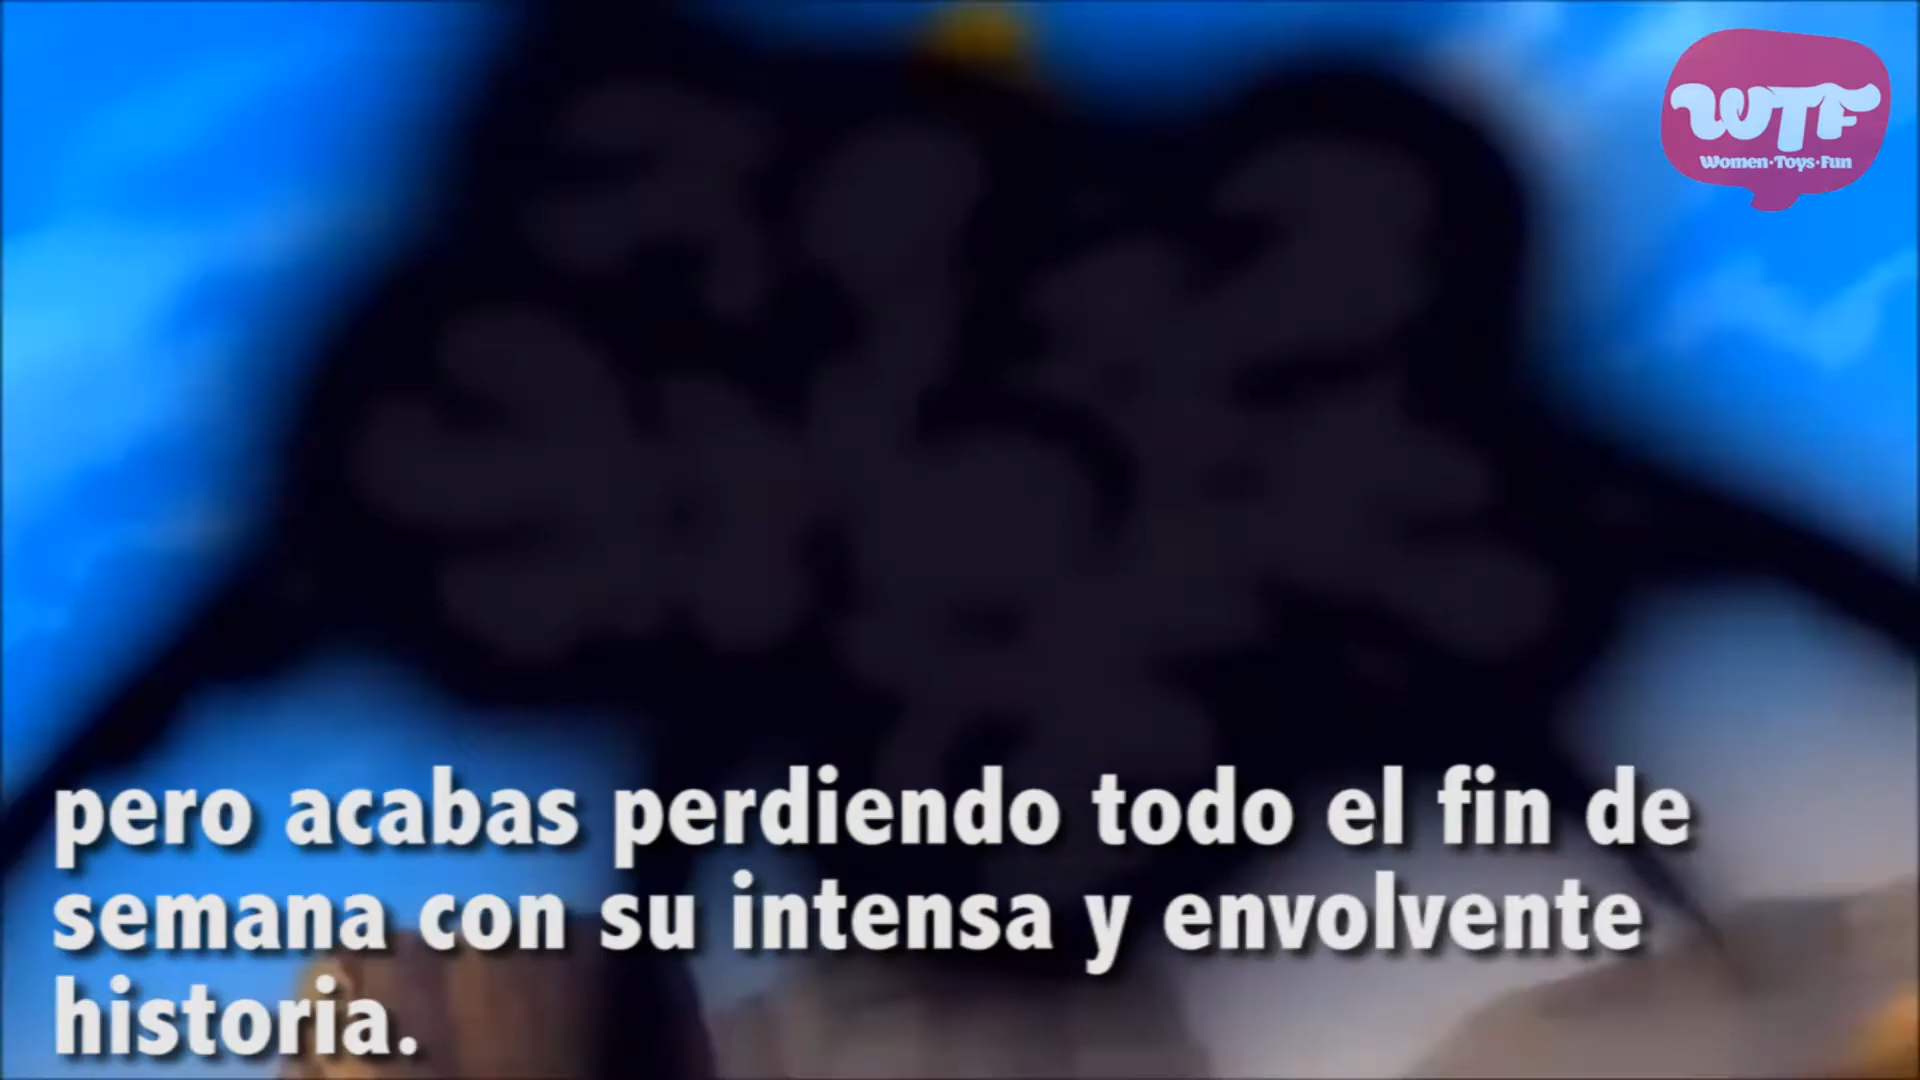 WTF
Women·Toys·Fun
pero acabas perdiendo todo el fin de
semana con su intensa y envolvente
historia.